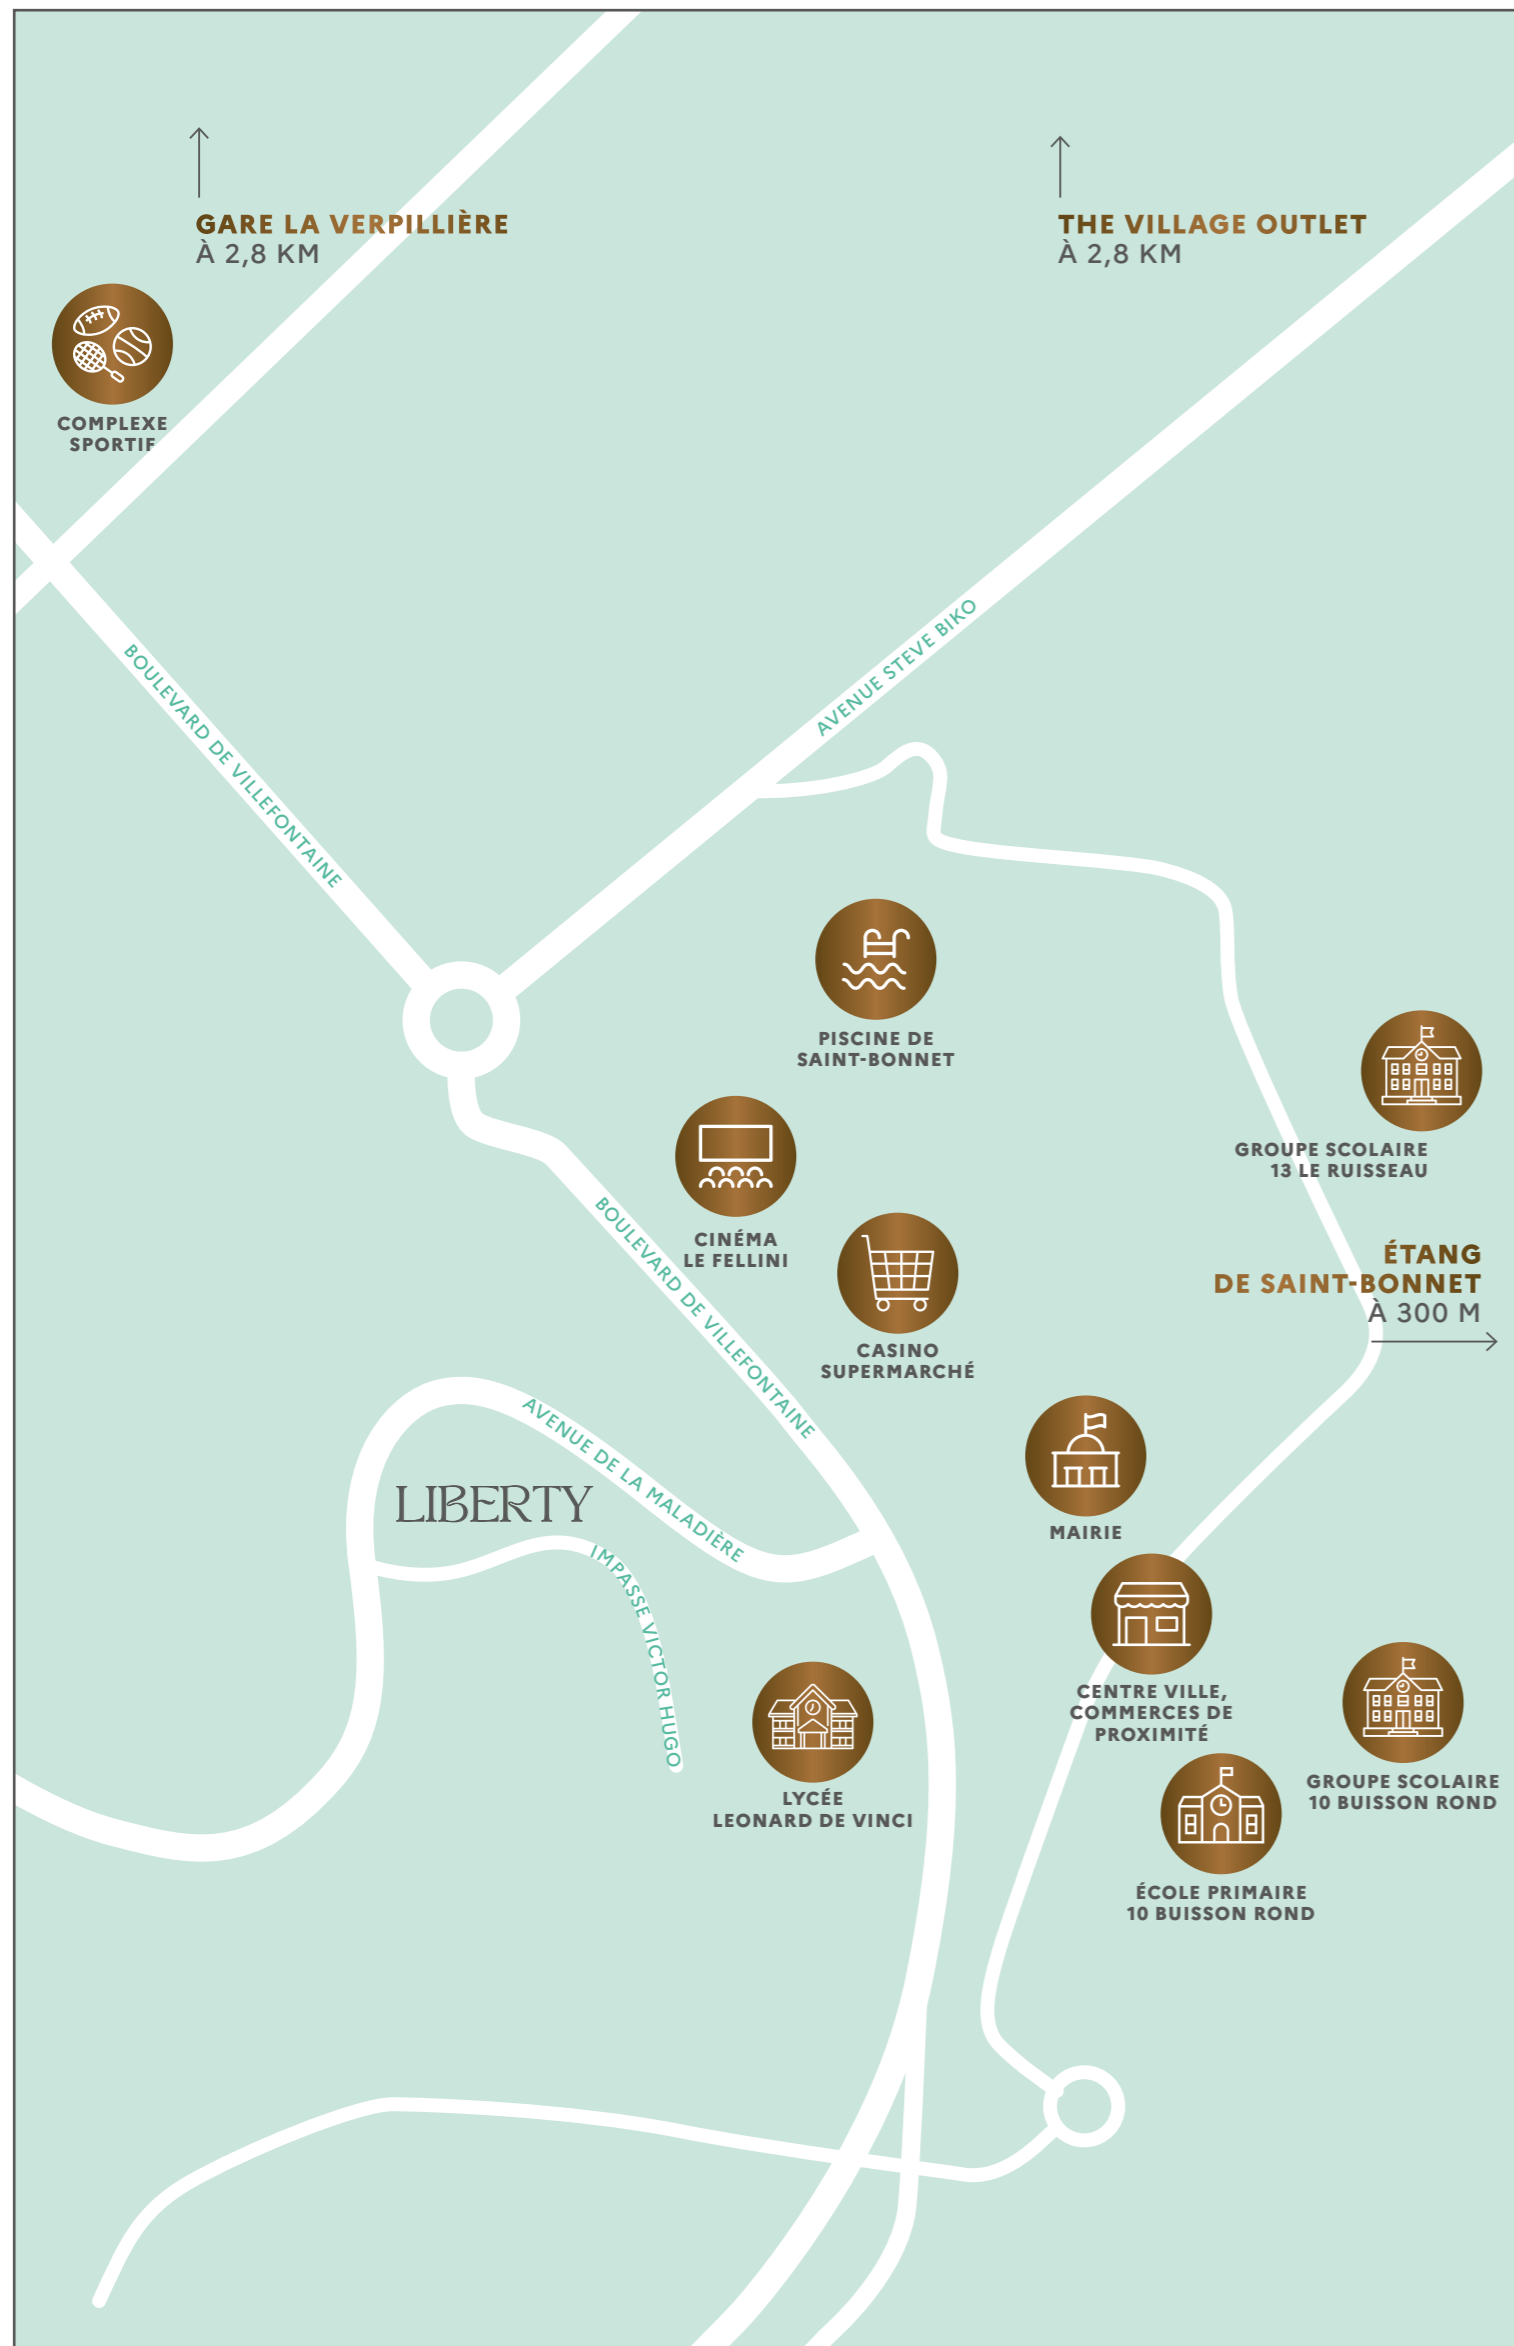 GARE LA VERPILLIÈRE
À 2,8 KM
THE VILLAGE OUTLET
À 2,8 KM
COMPLEXE
SPORTIF
BOULEVARD DE VILLEFONTAINE
AVENUE STEVE BIKO
PISCINE DE
SAINT-BONNET
GROUPE SCOLAIRE
13 LE RUISSEAU
CINÉMA
LE FELLINI
BOULEVARD DE VILLEFONTAINE
ÉTANG
DE SAINT-BONNET
À 300 M
CASINO
SUPERMARCHÉ
AVENUE DE LA MALADIÈRE
LIBERTY
MAIRIE
IMPASSE VICTOR HUGO
CENTRE VILLE,
COMMERCES DE
PROXIMITÉ
LYCÉE
LEONARD DE VINCI
GROUPE SCOLAIRE
10 BUISSON ROND
ÉCOLE PRIMAIRE
10 BUISSON ROND